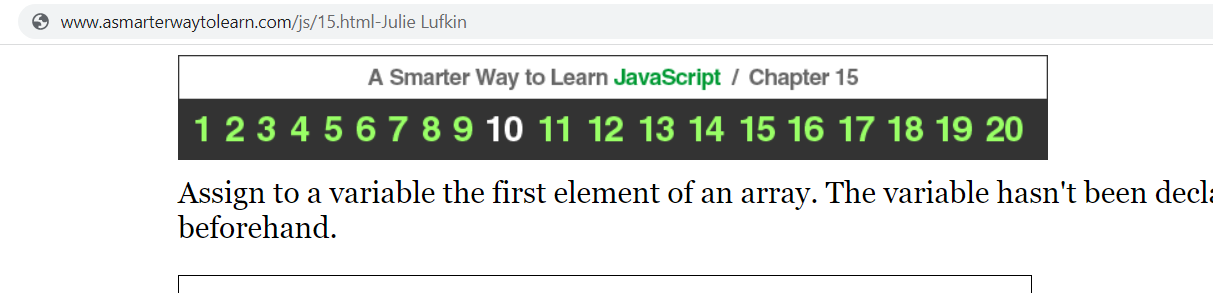 www.asmarterwaytolearn.com/js/15.html-Julie Lufkin
A Smarter Way to Learn JavaScript / Chapter 15
1 2 3 4 5 6 7 8 9 10 11 12 13 14 15 16 17 18 19 20
Assign to a variable the first element of an array. The variable hasn't been
beforehand.